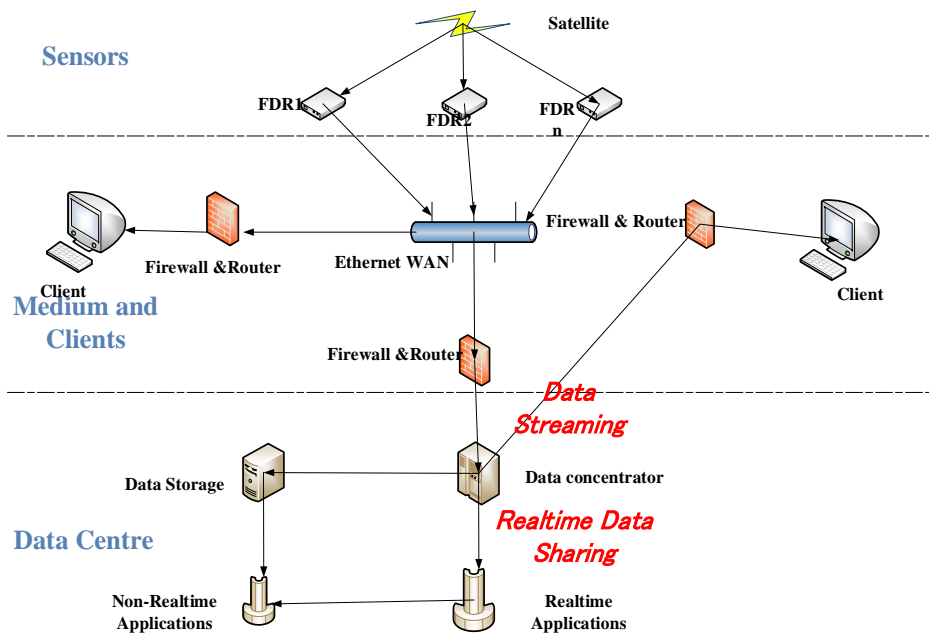 Satellite
Sensors
FDR1
FDR2
FDR
n
Firewall & Router
Firewall &Router
Ethernet WAN
Client
Client
Medium and
Clients
Firewall &Router
Data
Streaming
Data Storage
Data concentrator
Realtime Data
Sharing
Data Centre
Non-Realtime
Applications
Realtime
Applications